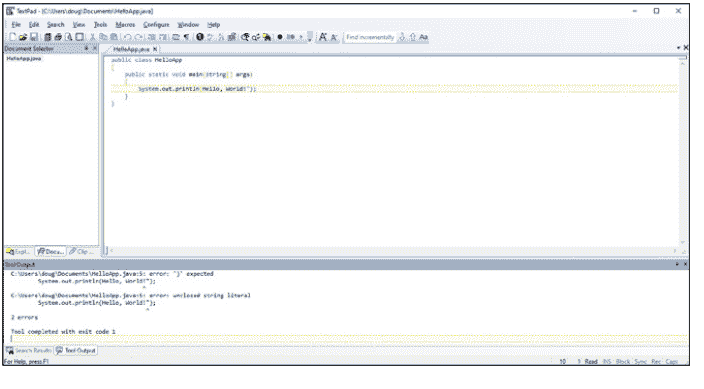 TextPad - [C:\Users\doug\Documents\HelloApp.java]
File Edit Search View Tools Macros Configure Window Help
Find incrementally Aa
Document Selector
HelloApp.java
HelloApp.java
public class HelloApp
{
public static void main(String[] args)
{
System.out.println(Hello, World!");
}
}
Expl... Docu... Clip ...
Tool Output
C:\Users\doug\Documents\HelloApp.java:5: error: ')' expected
System.out.println(Hello, World!");
^
C:\Users\doug\Documents\HelloApp.java:5: error: unclosed string literal
System.out.println(Hello, World!");
^
2 errors
Tool completed with exit code 1
Search Results Tool Output
For Help, press F1 10 1 Read INS Block Sync Rec Caps